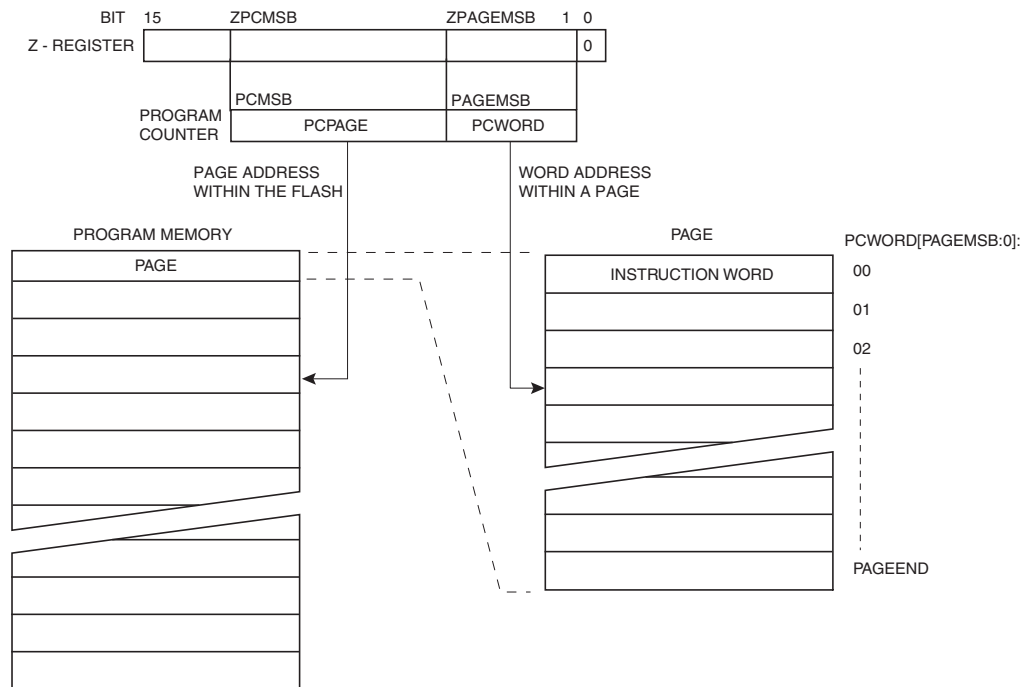 BIT 15 ZPCMSB ZPAGEMSB 1 0
Z - REGISTER 0
PCMSB PAGEMSB
PROGRAM
COUNTER
PCPAGE PCWORD
PAGE ADDRESS
WITHIN THE FLASH
WORD ADDRESS
WITHIN A PAGE
PROGRAM MEMORY
PAGE
PAGE
INSTRUCTION WORD
PCWORD[PAGEMSB:0]:
00
01
02
PAGEEND